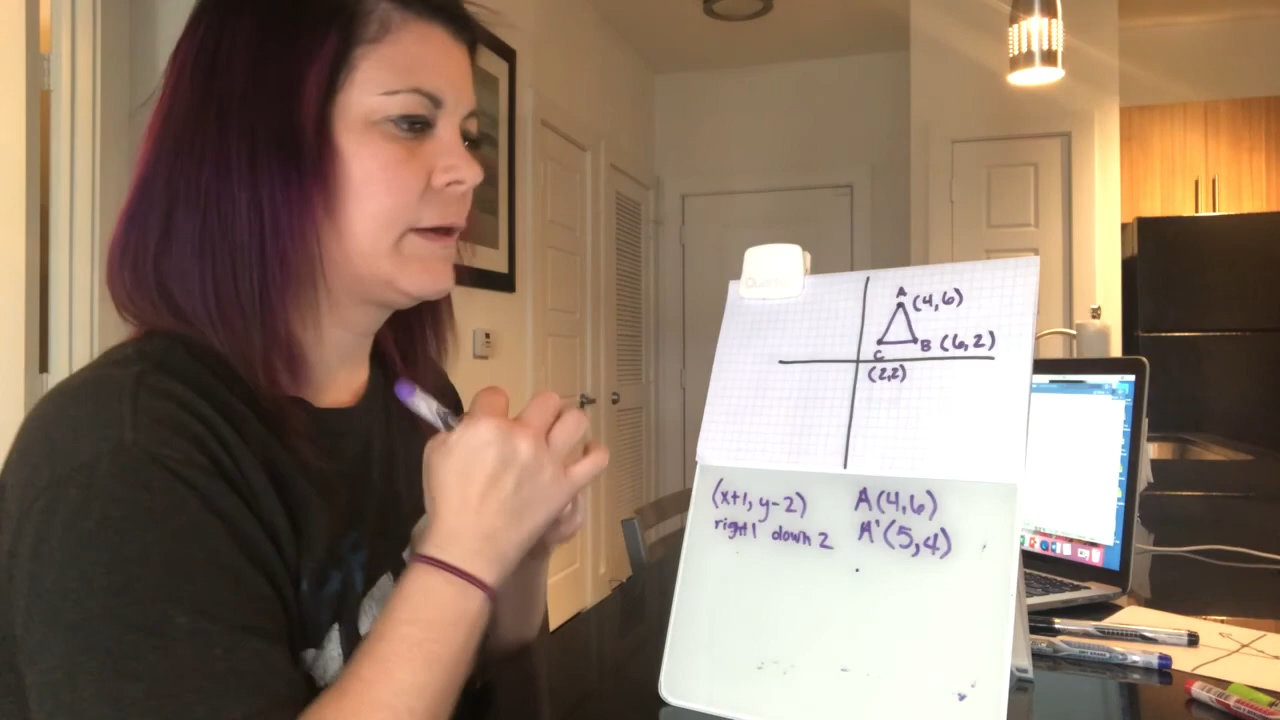 A (4,6)
C B (6,2)
(2,2)
(x+1, y-2) A(4,6)
right 1 down 2 A'(5,4)